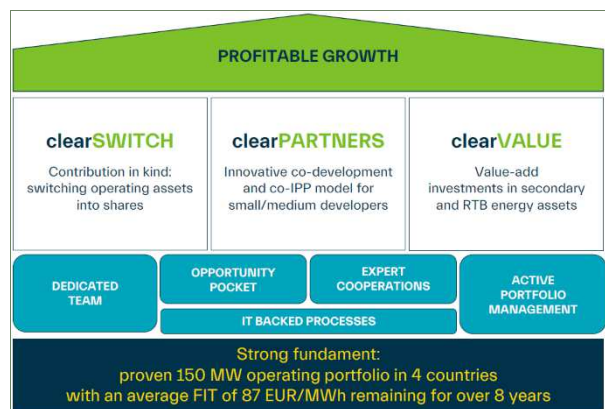 PROFITABLE GROWTH
clearSWITCH
Contribution in kind:
switching operating assets
into shares
clearPARTNERS
Innovative co-development
and co-IPP model for
small/medium developers
clearVALUE
Value-add
investments in secondary
and RTB energy assets
DEDICATED
TEAM
OPPORTUNITY
POCKET
EXPERT
COOPERATIONS
ACTIVE
PORTFOLIO
MANAGEMENT
IT BACKED PROCESSES
Strong fundament:
proven 150 MW operating portfolio in 4 countries
with an average FIT of 87 EUR/MWh remaining for over 8 years